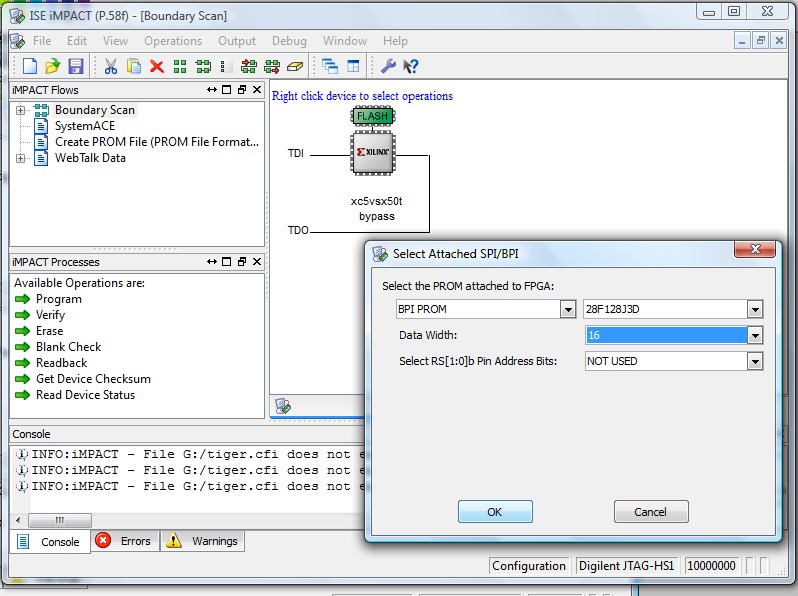 ISE iMPACT (P.58f) - [Boundary Scan]
File Edit View Operations Output Debug Window Help
iMPACT Flows
Boundary Scan
SystemACE
Create PROM File (PROM File Format...
WebTalk Data
Right click device to select operations
FLASH
TDI
XILINX
xc5vsx50t
bypass
TDO
iMPACT Processes
Available Operations are:
Program
Verify
Erase
Blank Check
Readback
Get Device Checksum
Read Device Status
Select Attached SPI/BPI
Select the PROM attached to FPGA:
BPI PROM 28F128J3D
Data Width: 16
Select RS[1:0]b Pin Address Bits: NOT USED
OK Cancel
Console
INFO:iMPACT - File G:/tiger.cfi does not e
INFO:iMPACT - File G:/tiger.cfi does not e
INFO:iMPACT - File G:/tiger.cfi does not e
Console Errors Warnings
Configuration Digilent JTAG-HS1 10000000